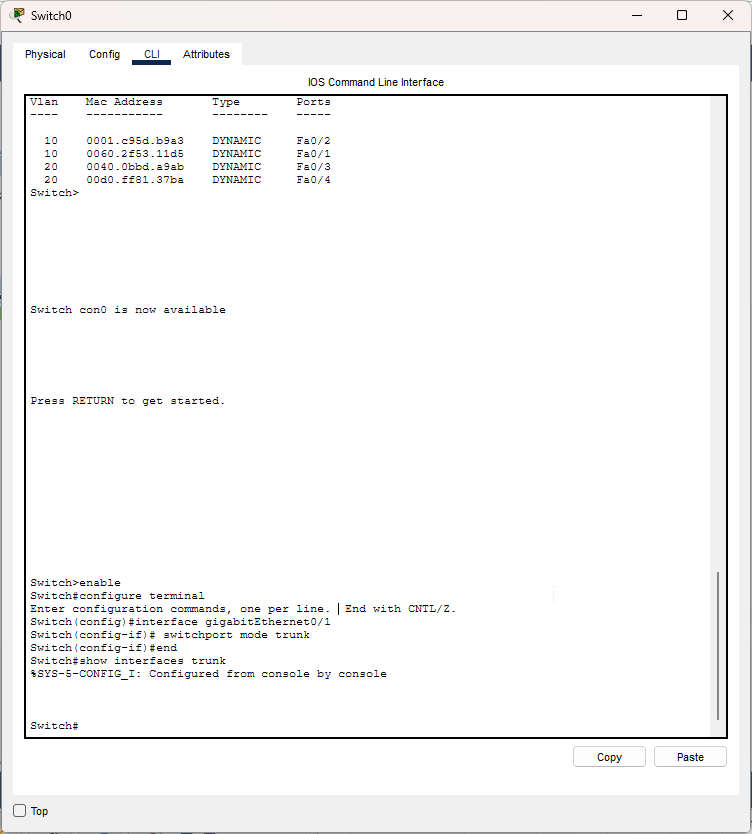 Switch0
Physical Config CLI Attributes
IOS Command Line Interface
Vlan    Mac Address       Type        Ports
----    -----------       --------    -----

  10    0001.c95d.b9a3    DYNAMIC     Fa0/2
  10    0060.2f53.11d5    DYNAMIC     Fa0/1
  20    0040.0bbd.a9ab    DYNAMIC     Fa0/3
  20    00d0.ff81.37ba    DYNAMIC     Fa0/4
Switch>
Switch con0 is now available
Press RETURN to get started.
Switch>enable
Switch#configure terminal
Enter configuration commands, one per line.  End with CNTL/Z.
Switch(config)#interface gigabitEthernet0/1
Switch(config-if)# switchport mode trunk
Switch(config-if)#end
Switch#show interfaces trunk
%SYS-5-CONFIG_I: Configured from console by console
Switch#
Copy Paste
Top